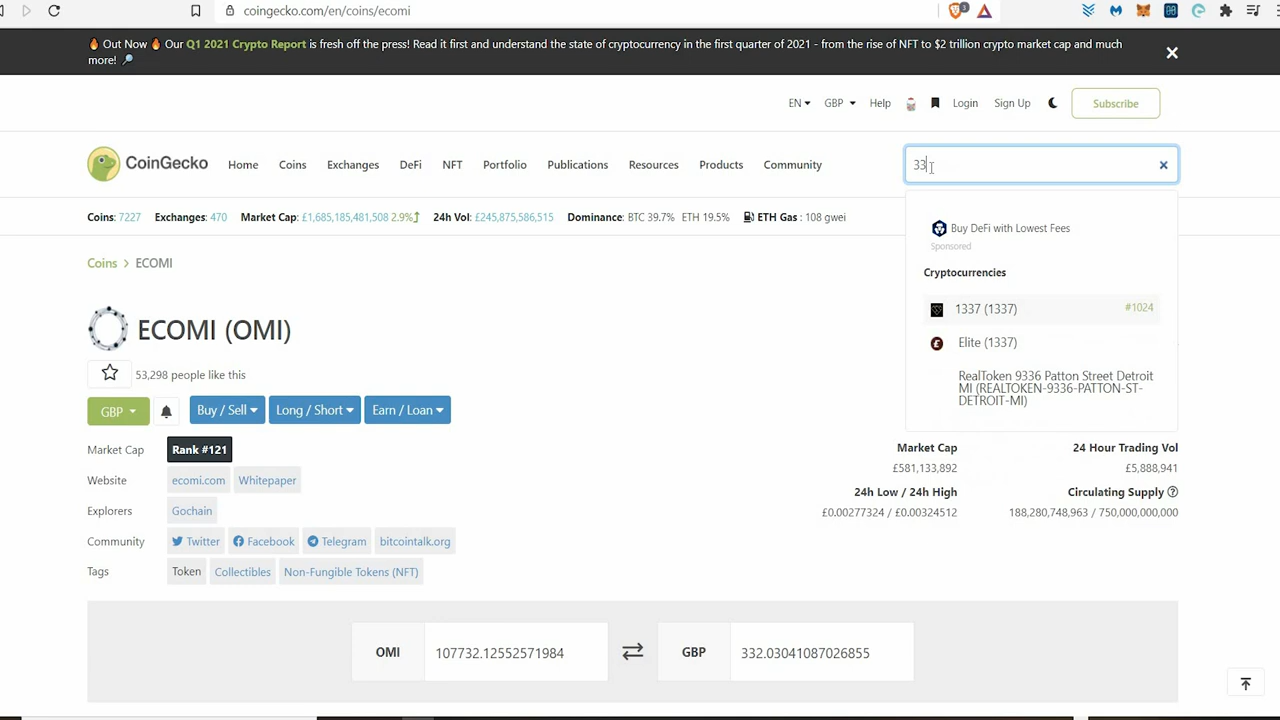 coingecko.com/en/coins/ecomi
3
🔥 Out Now 🔥 Our Q1 2021 Crypto Report is fresh off the press! Read it first and understand the state of cryptocurrency in the first quarter of 2021 - from the rise of NFT to $2 trillion crypto market cap and much
more! 🔎
EN GBP Help Login Sign Up Subscribe
CoinGecko Home Coins Exchanges DeFi NFT Portfolio Publications Resources Products Community 33
Coins: 7227 Exchanges: 470 Market Cap: £1,685,185,481,508 2.9% 24h Vol: £245,875,586,515 Dominance: BTC 39.7% ETH 19.5% ETH Gas : 108 gwei
Buy DeFi with Lowest Fees
Sponsored
Cryptocurrencies
1337 (1337) #1024
Elite (1337)
RealToken 9336 Patton Street Detroit
MI (REALTOKEN-9336-PATTON-ST-
DETROIT-MI)
Coins > ECOMI
ECOMI (OMI)
53,298 people like this
GBP Buy / Sell Long / Short Earn / Loan
Market Cap Rank #121
Website ecomi.com Whitepaper
Explorers Gochain
Community Twitter Facebook Telegram bitcointalk.org
Tags Token Collectibles Non-Fungible Tokens (NFT)
Market Cap 24 Hour Trading Vol
£581,133,892 £5,888,941
24h Low / 24h High Circulating Supply
£0.00277324 / £0.00324512 188,280,748,963 / 750,000,000,000
OMI 107732.12552571984 GBP 332.03041087026855